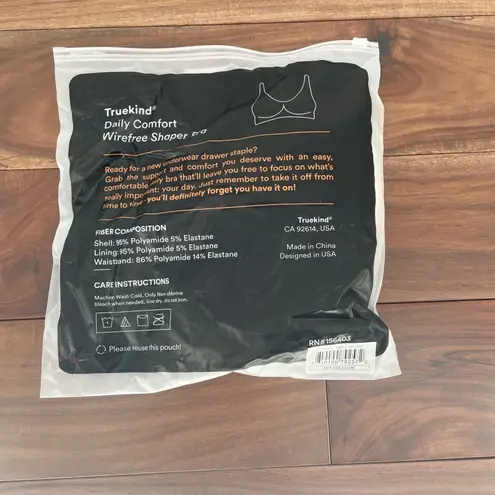 Truekind®
Daily Comfort
Wirefree Shaper Bra
Ready for a new underwear drawer staple?
Grab the support and comfort you deserve with an easy,
comfortable daily bra that'll leave you free to focus on what's
really important: your day. Just remember to take it off from
time to time you'll definitely forget you have it on!
FIBER COMPOSITION
Shell: 95% Polyamide 5% Elastane
Lining: 95% Polyamide 5% Elastane
Waistband: 86% Polyamide 14% Elastane
Truekind®
CA 92614, USA
Made in China
Designed in USA
CARE INSTRUCTIONS
Machine Wash Cold, Only Non chlorine
bleach when needed, line dry, do not iron.
Please reuse this pouch!
RN# 156403